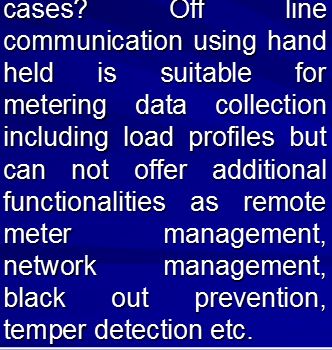 cases? Off line
communication using hand
held is suitable for
metering data collection
including load profiles but
can not offer additional
functionalities as remote
meter management,
network management,
black out prevention,
temper detection etc.